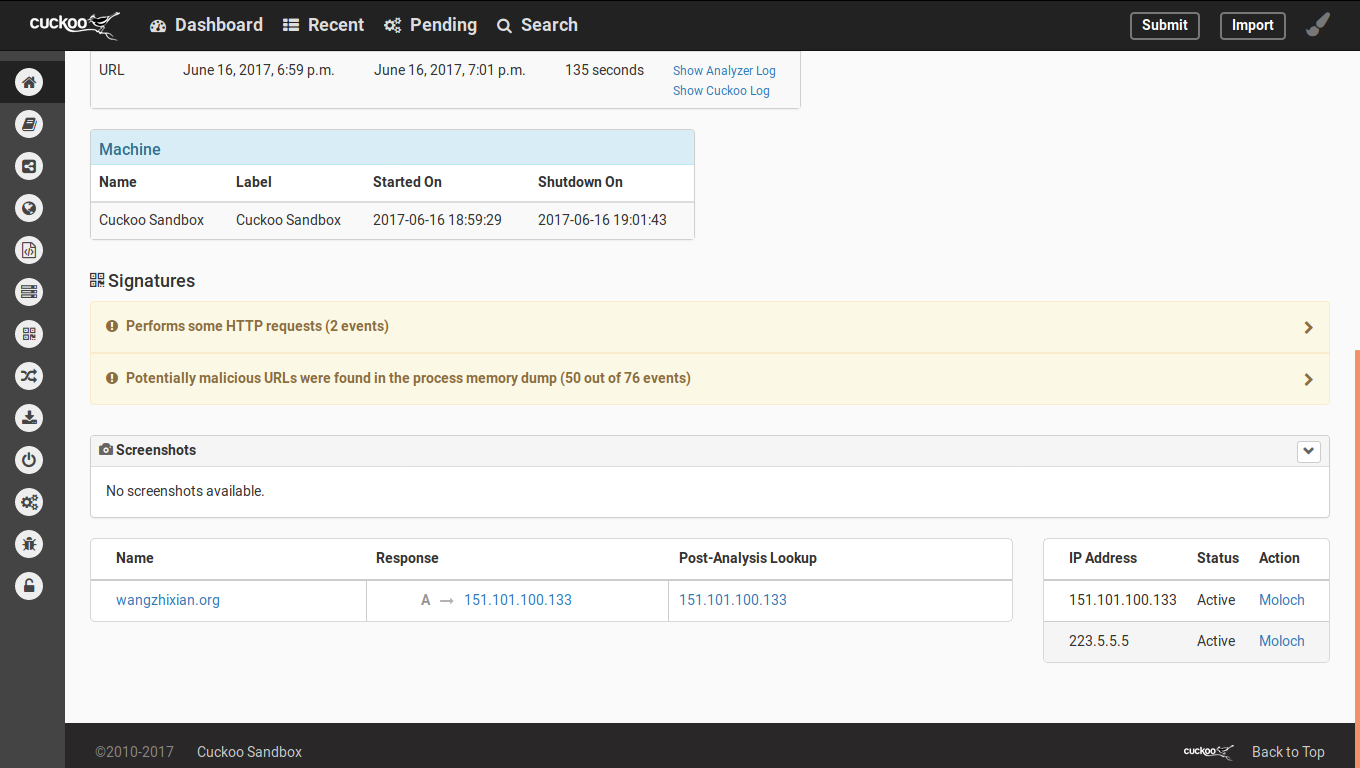 cuckoo Dashboard Recent Pending Search Submit Import
URL June 16, 2017, 6:59 p.m. June 16, 2017, 7:01 p.m. 135 seconds Show Analyzer Log
Show Cuckoo Log
Machine
Name Label Started On Shutdown On
Cuckoo Sandbox Cuckoo Sandbox 2017-06-16 18:59:29 2017-06-16 19:01:43
Signatures
Performs some HTTP requests (2 events)
Potentially malicious URLs were found in the process memory dump (50 out of 76 events)
Screenshots
No screenshots available.
Name Response Post-Analysis Lookup
wangzhixian.org A → 151.101.100.133 151.101.100.133
IP Address Status Action
151.101.100.133 Active Moloch
223.5.5.5 Active Moloch
©2010-2017 Cuckoo Sandbox cuckoo Back to Top